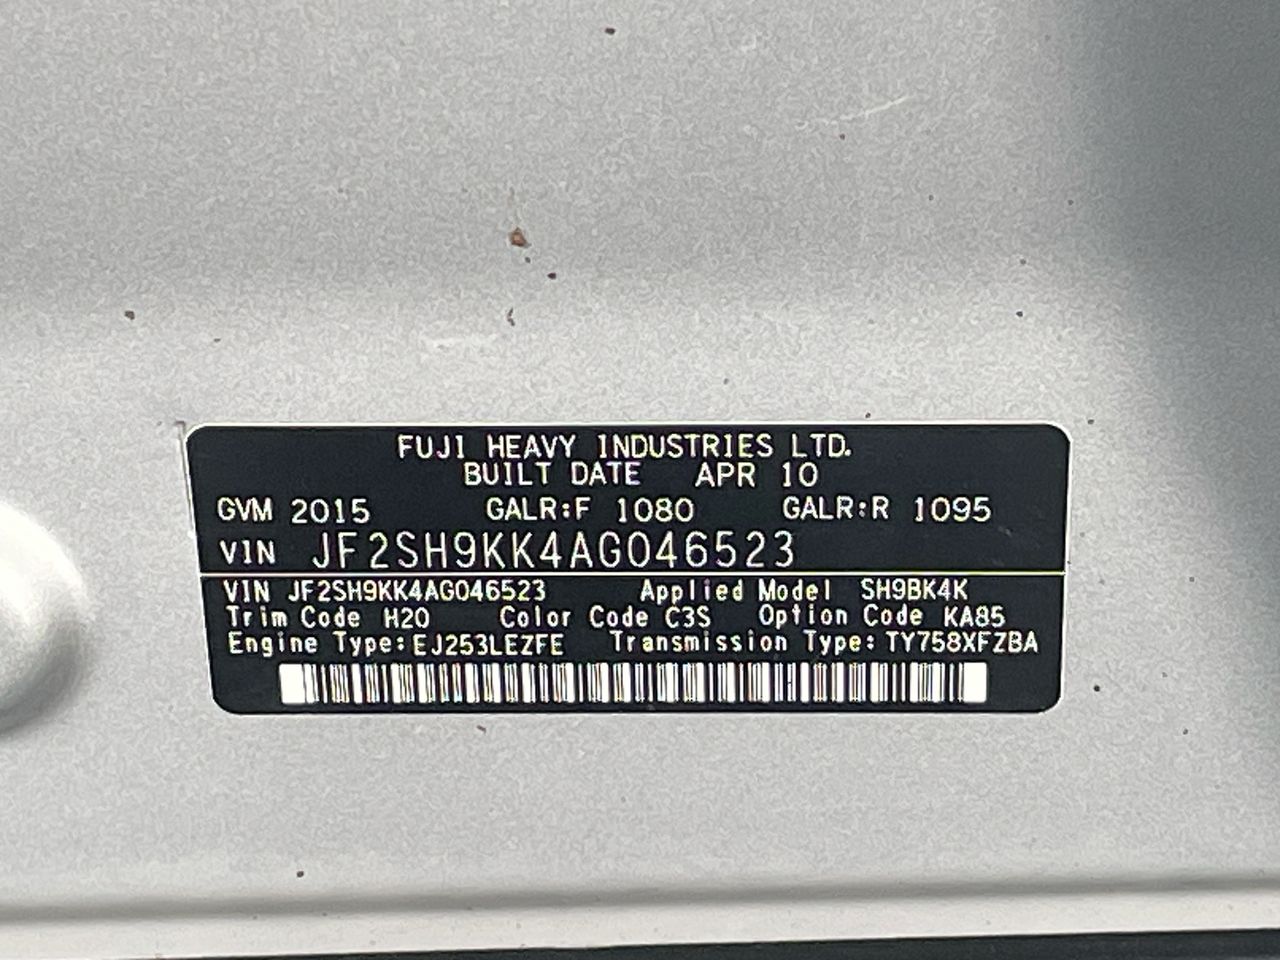 FUJI HEAVY INDUSTRIES LTD.
BUILT DATE APR 10
GVM 2015 GALR:F 1080 GALR:R 1095
VIN JF2SH9KK4AG046523
VIN JF2SH9KK4AG046523 Applied Model SH9BK4K
Trim Code H20 Color Code C3S Option Code KA85
Engine Type:EJ253LEZFE Transmission Type:TY758XFZBA